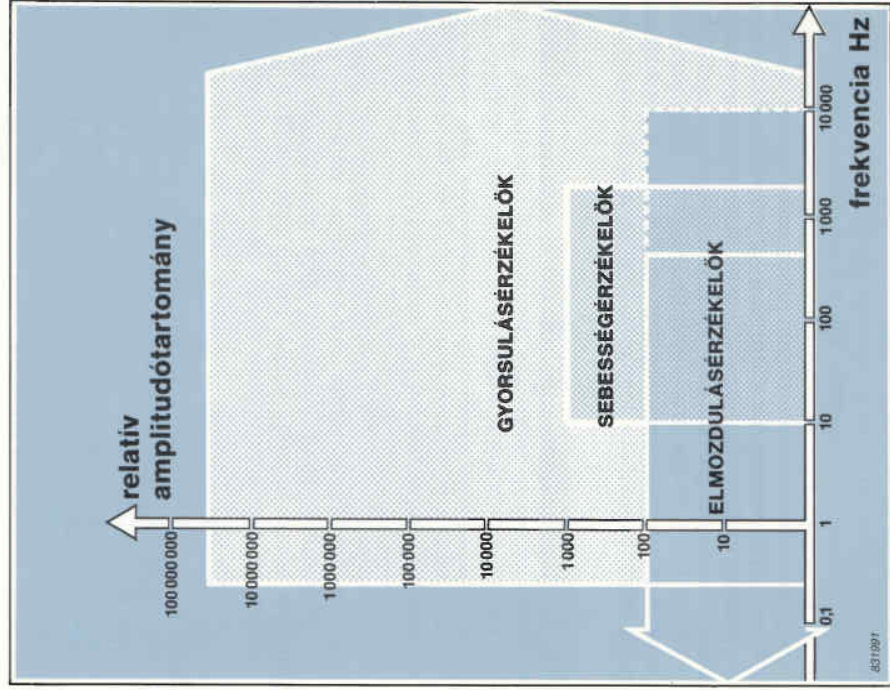 relatív
amplitudótartomány
100 000 000
10 000 000
1 000 000
100 000
10 000
1 000
100
10
GYORSULÁSÉRZÉKELŐK
SEBESSÉGÉRZÉKELŐK
ELMOZDULÁSÉRZÉKELŐK
0,1
1
10
100
1000
10 000
frekvencia Hz
831991